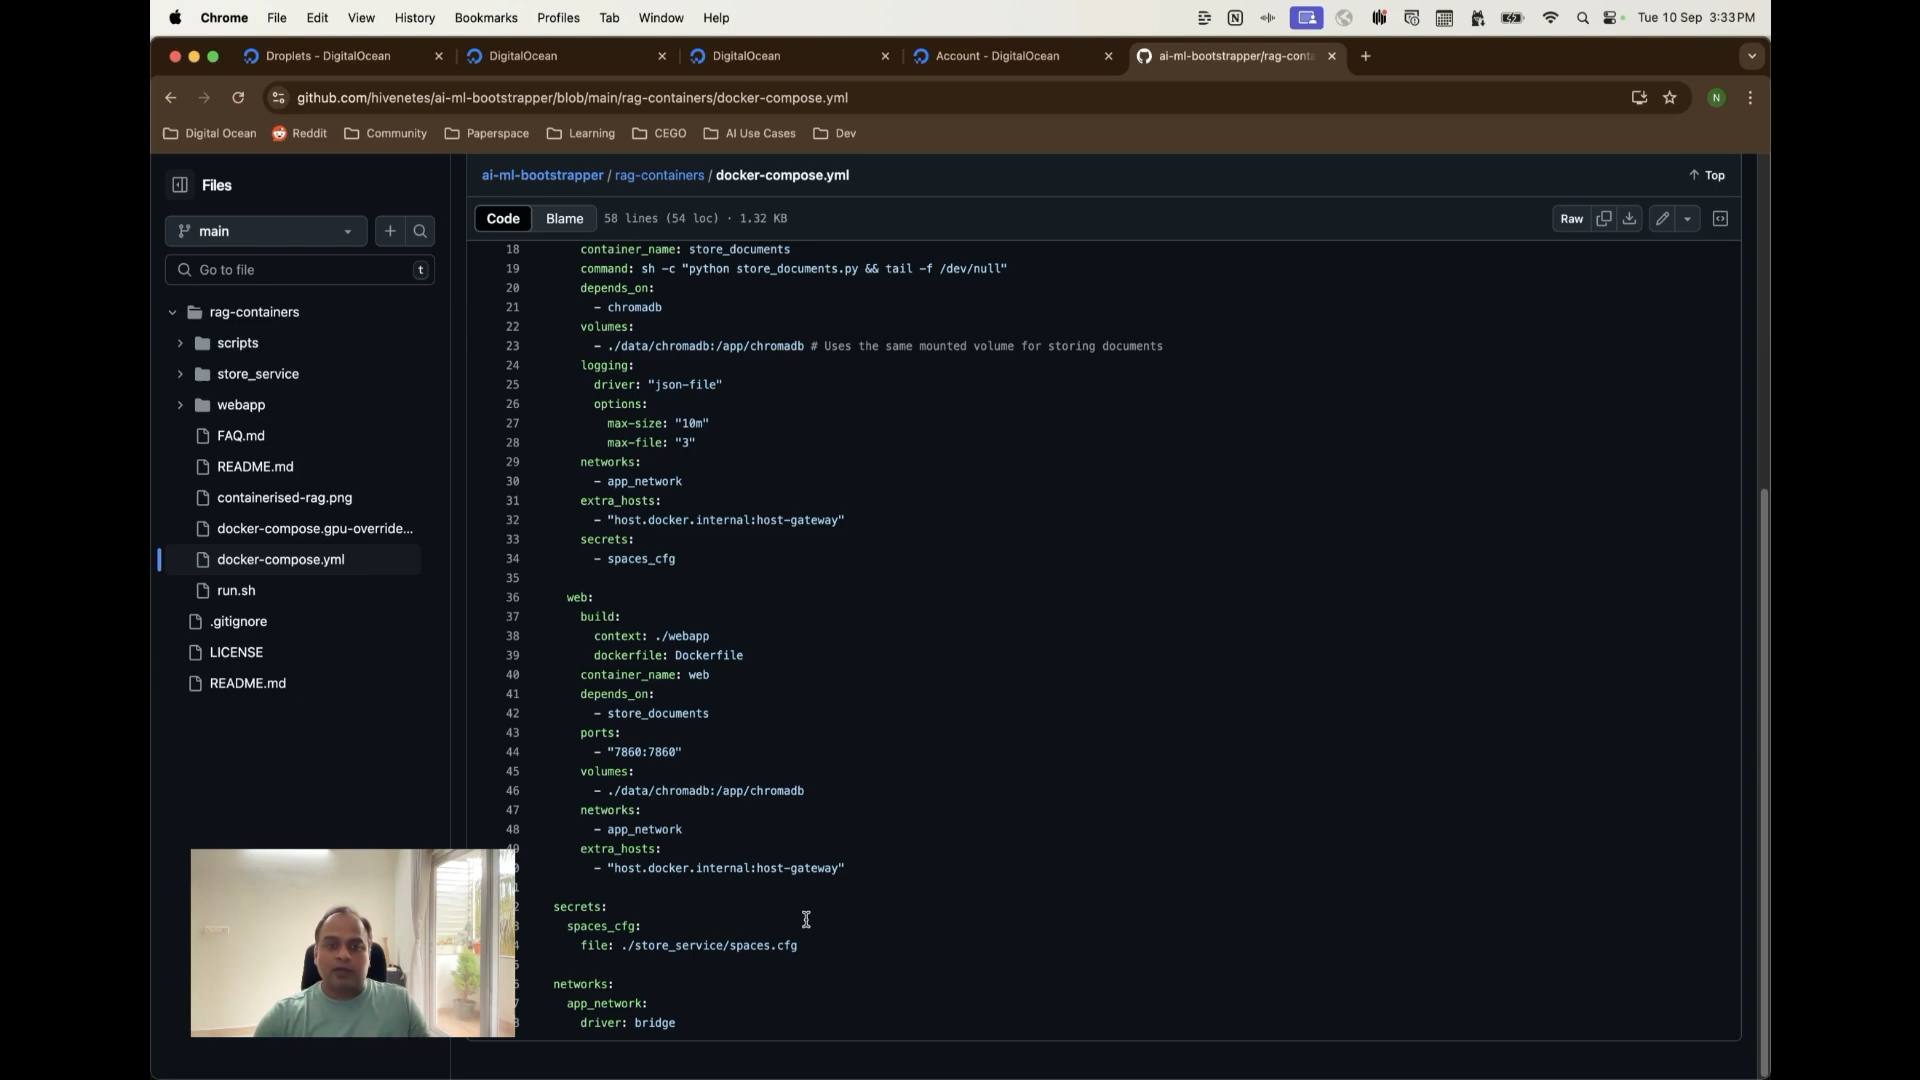 Chrome File Edit View History Bookmarks Profiles Tab Window Help
Tue 10 Sep 3:33PM
Droplets - DigitalOcean
DigitalOcean
DigitalOcean
Account - DigitalOcean
ai-ml-bootstrapper/rag-conta
github.com/hivenetes/ai-ml-bootstrapper/blob/main/rag-containers/docker-compose.yml
N
Digital Ocean Reddit Community Paperspace Learning CEGO AI Use Cases Dev
Files
main
Go to file
t
rag-containers
scripts
store_service
webapp
FAQ.md
README.md
containerised-rag.png
docker-compose.gpu-override...
docker-compose.yml
run.sh
.gitignore
LICENSE
README.md
ai-ml-bootstrapper / rag-containers / docker-compose.yml
Top
Code Blame 58 lines (54 loc) · 1.32 KB
Raw
18 container_name: store_documents
19 command: sh -c "python store_documents.py && tail -f /dev/null"
20 depends_on:
21 - chromadb
22 volumes:
23 - ./data/chromadb:/app/chromadb # Uses the same mounted volume for storing documents
24 logging:
25 driver: "json-file"
26 options:
27 max-size: "10m"
28 max-file: "3"
29 networks:
30 - app_network
31 extra_hosts:
32 - "host.docker.internal:host-gateway"
33 secrets:
34 - spaces_cfg
35
36 web:
37 build:
38 context: ./webapp
39 dockerfile: Dockerfile
40 container_name: web
41 depends_on:
42 - store_documents
43 ports:
44 - "7860:7860"
45 volumes:
46 - ./data/chromadb:/app/chromadb
47 networks:
48 - app_network
extra_hosts:
- "host.docker.internal:host-gateway"
secrets:
spaces_cfg:
file: ./store_service/spaces.cfg
networks:
app_network:
driver: bridge